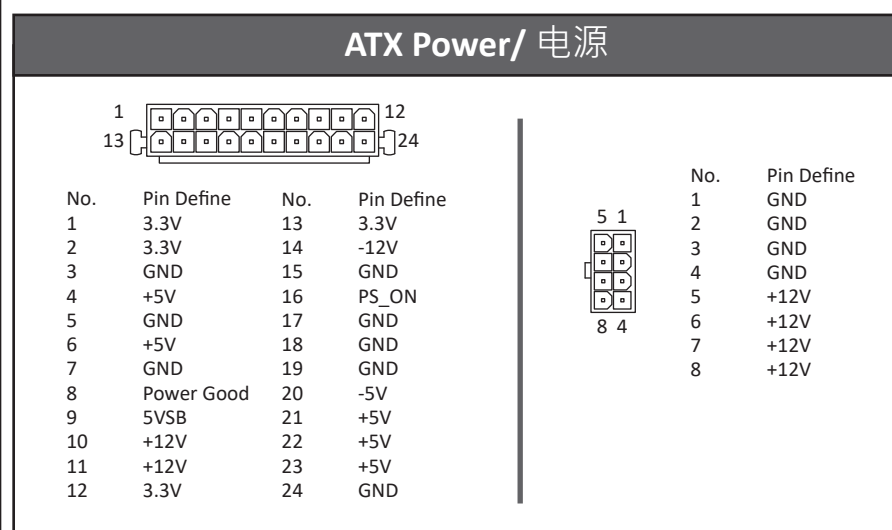 ATX Power/ 电源
1 12
13 24
No. Pin Define No. Pin Define
1 3.3V 13 3.3V
2 3.3V 14 -12V
3 GND 15 GND
4 +5V 16 PS_ON
5 GND 17 GND
6 +5V 18 GND
7 GND 19 GND
8 Power Good 20 -5V
9 5VSB 21 +5V
10 +12V 22 +5V
11 +12V 23 +5V
12 3.3V 24 GND
5 1
8 4
No. Pin Define
1 GND
2 GND
3 GND
4 GND
5 +12V
6 +12V
7 +12V
8 +12V